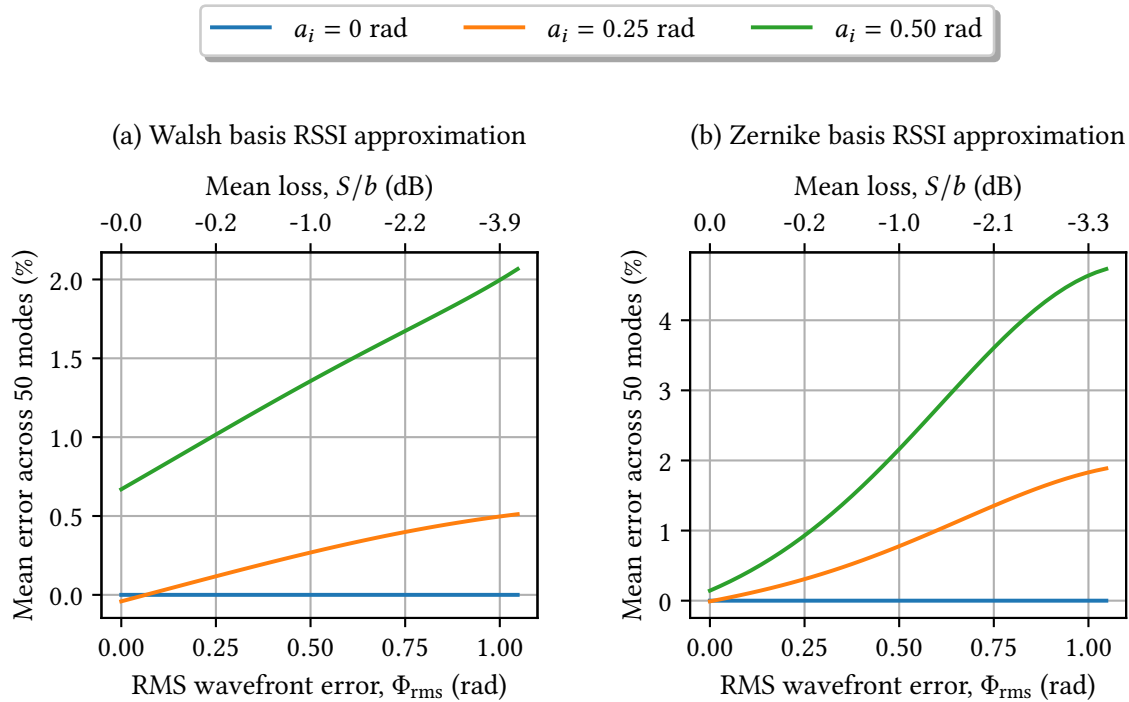 a_i = 0 rad a_i = 0.25 rad a_i = 0.50 rad
(a) Walsh basis RSSI approximation
Mean loss, S/b (dB)
-0.0 -0.2 -1.0 -2.2 -3.9
Mean error across 50 modes (%)
2.0
1.5
1.0
0.5
0.0
0.00 0.25 0.50 0.75 1.00
RMS wavefront error, Φ_rms (rad)
(b) Zernike basis RSSI approximation
Mean loss, S/b (dB)
0.0 -0.2 -1.0 -2.1 -3.3
Mean error across 50 modes (%)
4
3
2
1
0
0.00 0.25 0.50 0.75 1.00
RMS wavefront error, Φ_rms (rad)